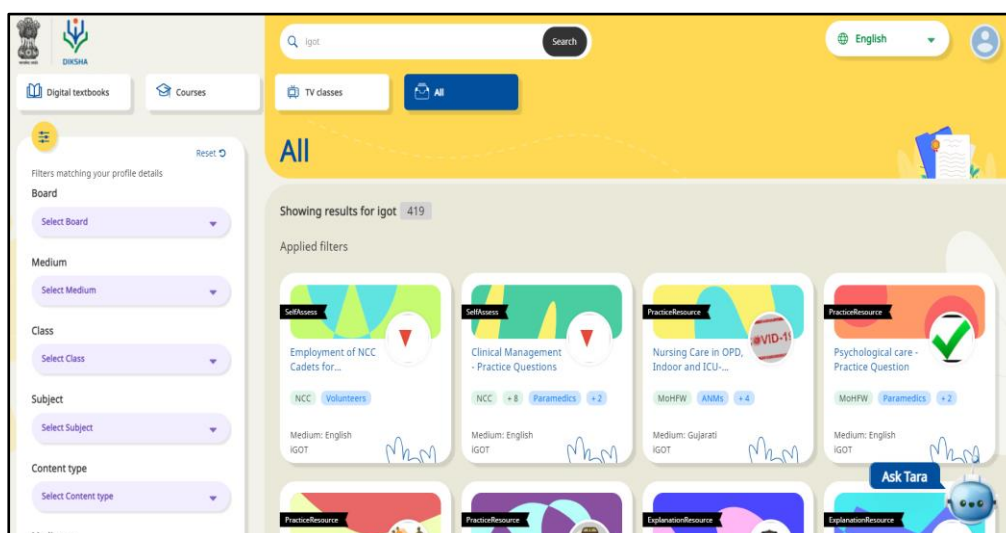 DIKSHA
igot
Search
English
Digital textbooks
Courses
TV classes
All
Reset
Filters matching your profile details
Board
Select Board
Medium
Select Medium
Class
Select Class
Subject
Select Subject
Content type
Select Content type
All
Showing results for igot 419
Applied filters
SelfAssess
Employment of NCC
Cadets for...
NCC Volunteers
Medium: English
iGOT
SelfAssess
Clinical Management
- Practice Questions
NCC + 8 Paramedics + 2
Medium: English
iGOT
PracticeResource
Nursing Care in OPD,
Indoor and ICU-...
MoHFW ANMs + 4
Medium: Gujarati
iGOT
PracticeResource
Psychological care -
Practice Question
MoHFW Paramedics + 2
Medium: English
iGOT
Ask Tara
PracticeResource
PracticeResource
ExplanationResource
ExplanationResource